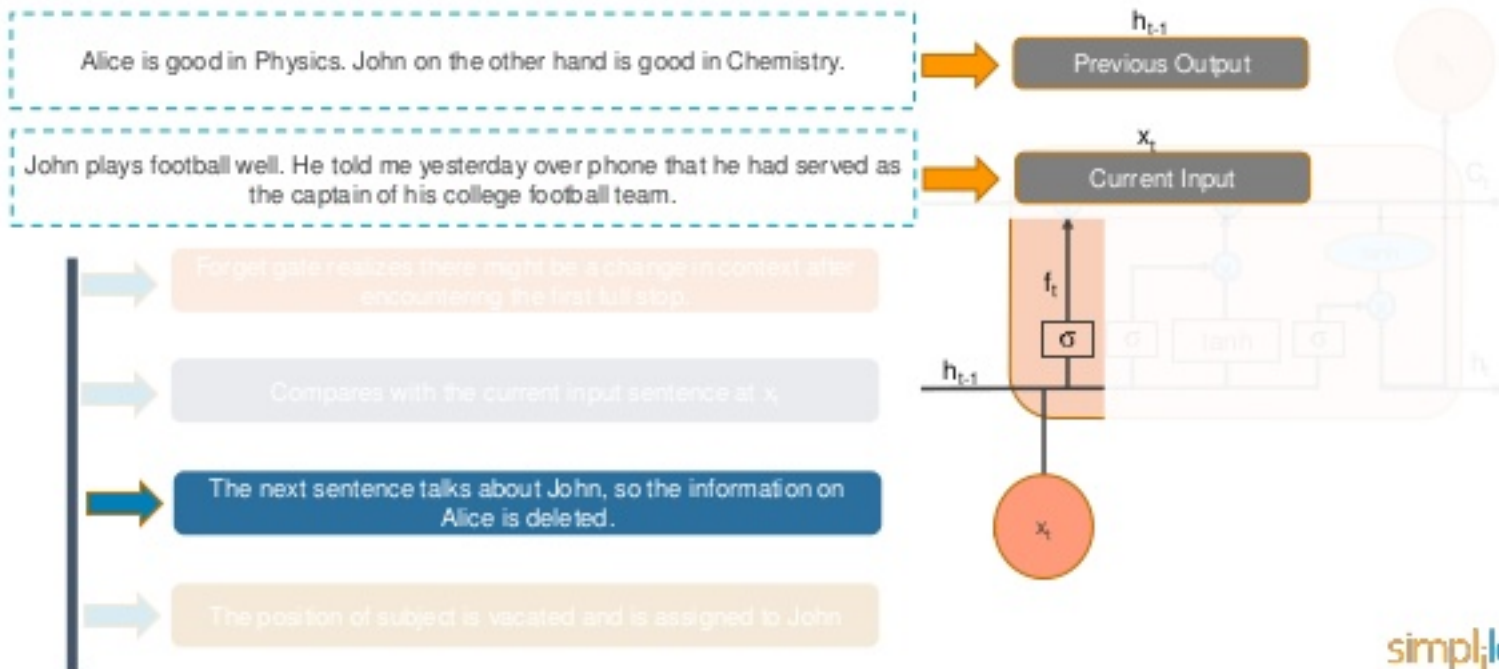 h_{t-1}
Alice is good in Physics. John on the other hand is good in Chemistry.
Previous Output
x_t
John plays football well. He told me yesterday over phone that he had served as
the captain of his college football team.
Current Input
C_t
Forget gate realizes there might be a change in context after
encountering the first full stop.
f_t
σ
σ
tanh
σ
tanh
h_{t-1}
h_t
Compares with the current input sentence at x_t
The next sentence talks about John, so the information on
Alice is deleted.
x_t
The position of subject is vacated and is assigned to John
simpl;l